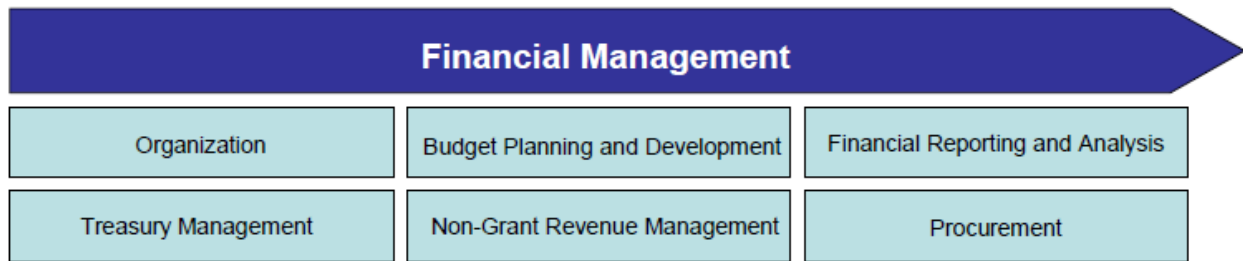 Financial Management
Organization
Budget Planning and Development
Financial Reporting and Analysis
Treasury Management
Non-Grant Revenue Management
Procurement